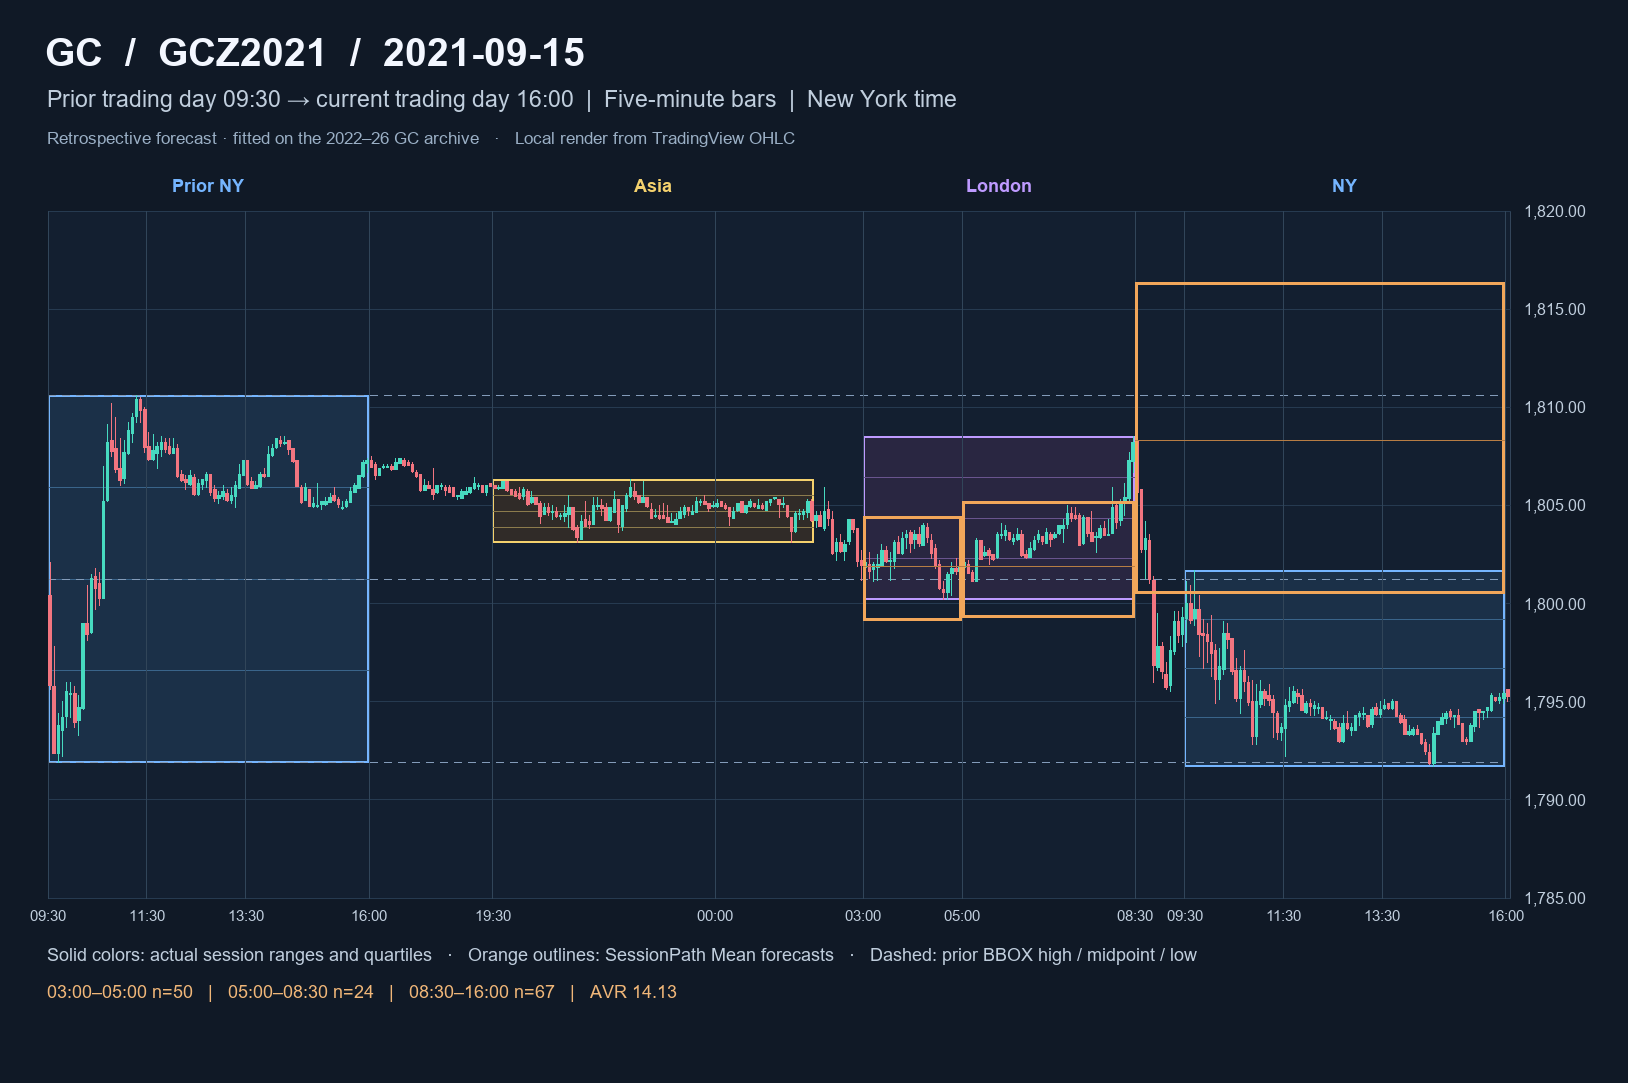 GC / GCZ2021 / 2021-09-15
Prior trading day 09:30 → current trading day 16:00 | Five-minute bars | New York time
Retrospective forecast · fitted on the 2022–26 GC archive · Local render from TradingView OHLC
Prior NY Asia London NY
1,820.00
1,815.00
1,810.00
1,805.00
1,800.00
1,795.00
1,790.00
1,785.00
09:30 11:30 13:30 16:00 19:30 00:00 03:00 05:00 08:30 09:30 11:30 13:30 16:00
Solid colors: actual session ranges and quartiles · Orange outlines: SessionPath Mean forecasts · Dashed: prior BBOX high / midpoint / low
03:00–05:00 n=50 | 05:00–08:30 n=24 | 08:30–16:00 n=67 | AVR 14.13